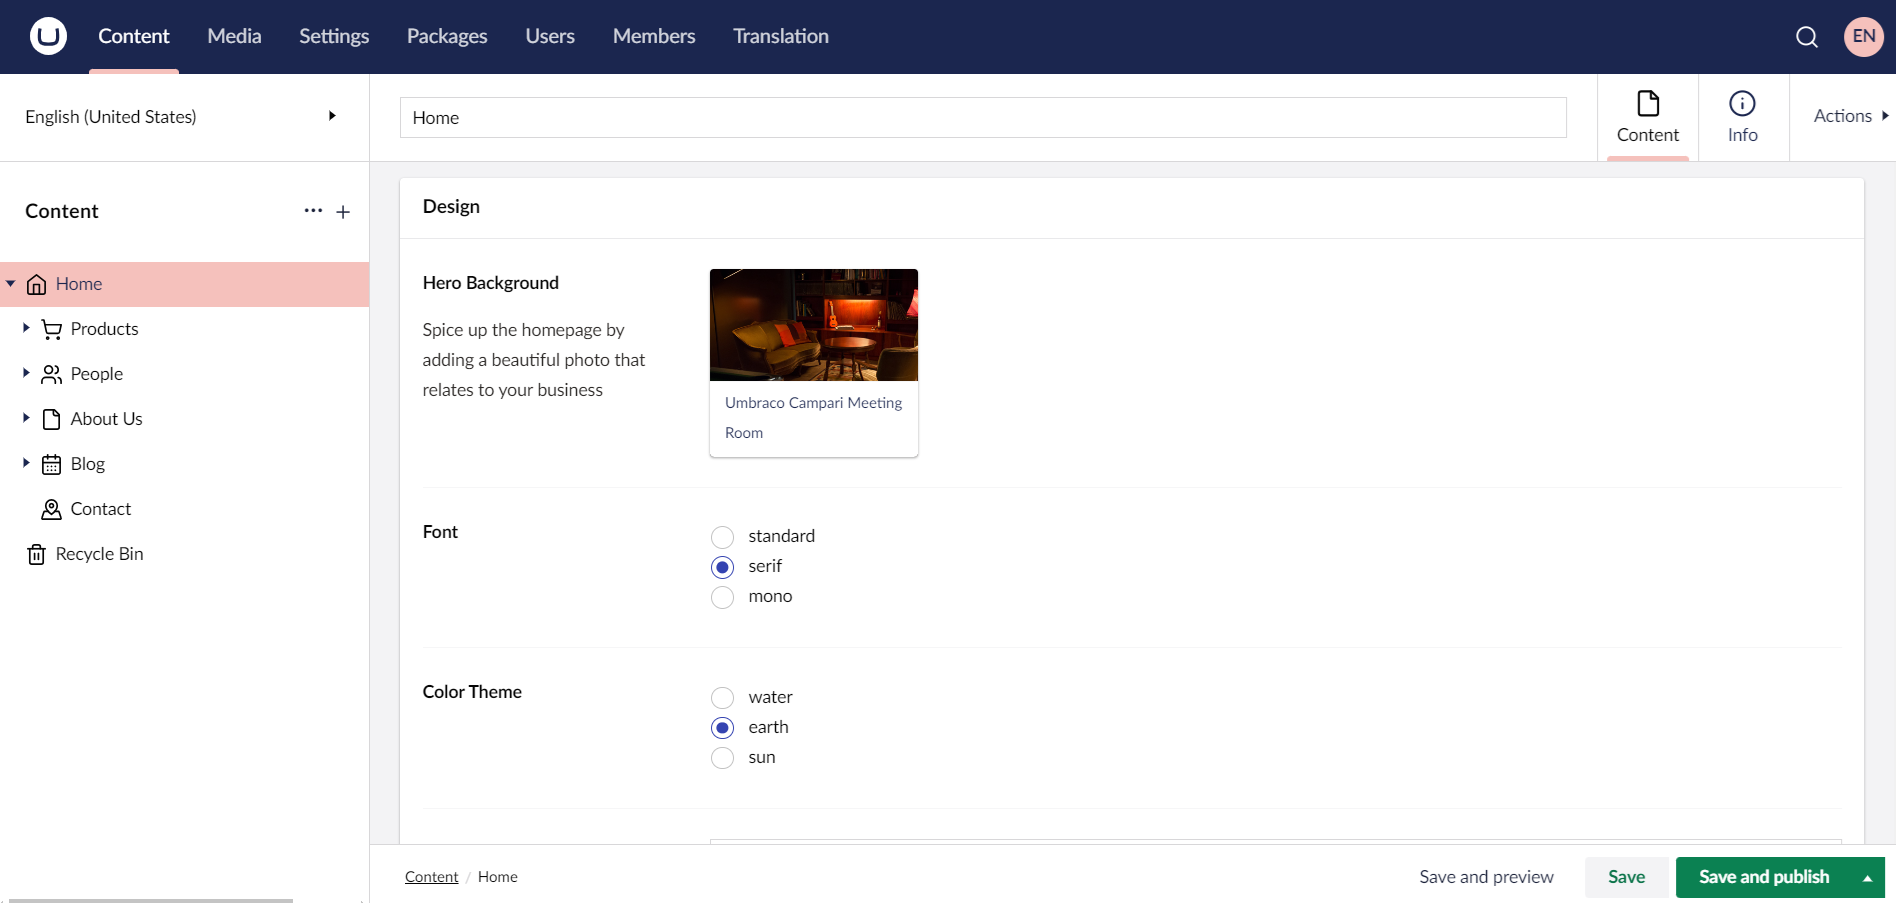 Content
Media
Settings
Packages
Users
Members
Translation
EN
English (United States)
Home
Content
Info
Actions
Content
Home
Products
People
About Us
Blog
Contact
Recycle Bin
Design
Hero Background
Spice up the homepage by
adding a beautiful photo that
relates to your business
Umbraco Campari Meeting
Room
Font
standard
serif
mono
Color Theme
water
earth
sun
Content / Home
Save and preview
Save
Save and publish